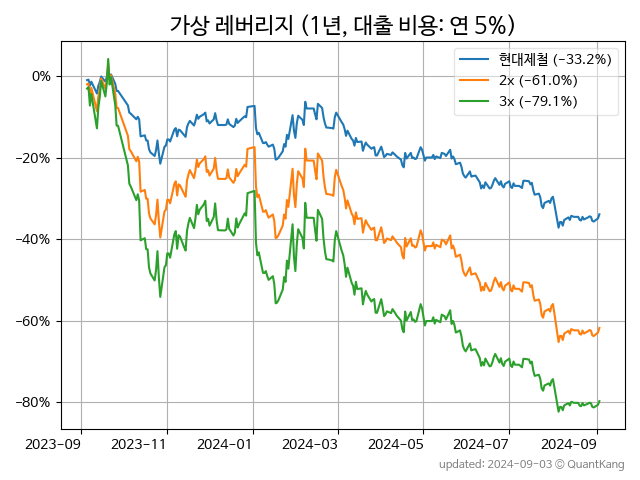 가상 레버리지 (1년, 대출 비용: 연 5%)
현대제철 (−33.2%)
2x (−61.0%)
3x (−79.1%)
0%
−20%
−40%
−60%
−80%
2023-09 2023-11 2024-01 2024-03 2024-05 2024-07 2024-09
updated: 2024-09-03 © QuantKang